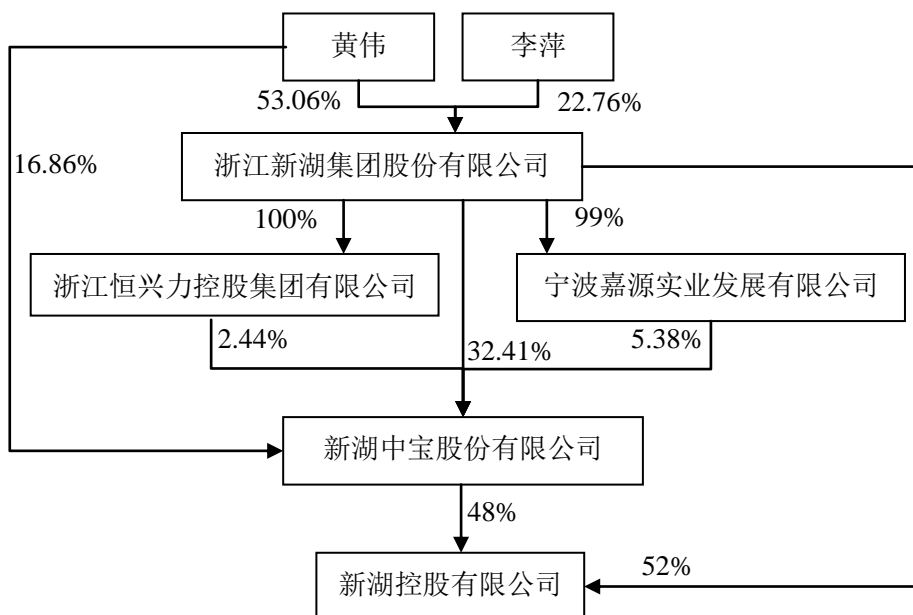 黄伟
李萍
53.06%
22.76%
16.86%
浙江新湖集团股份有限公司
100%
99%
浙江恒兴力控股集团有限公司
宁波嘉源实业发展有限公司
2.44%
32.41%
5.38%
新湖中宝股份有限公司
48%
新湖控股有限公司
52%